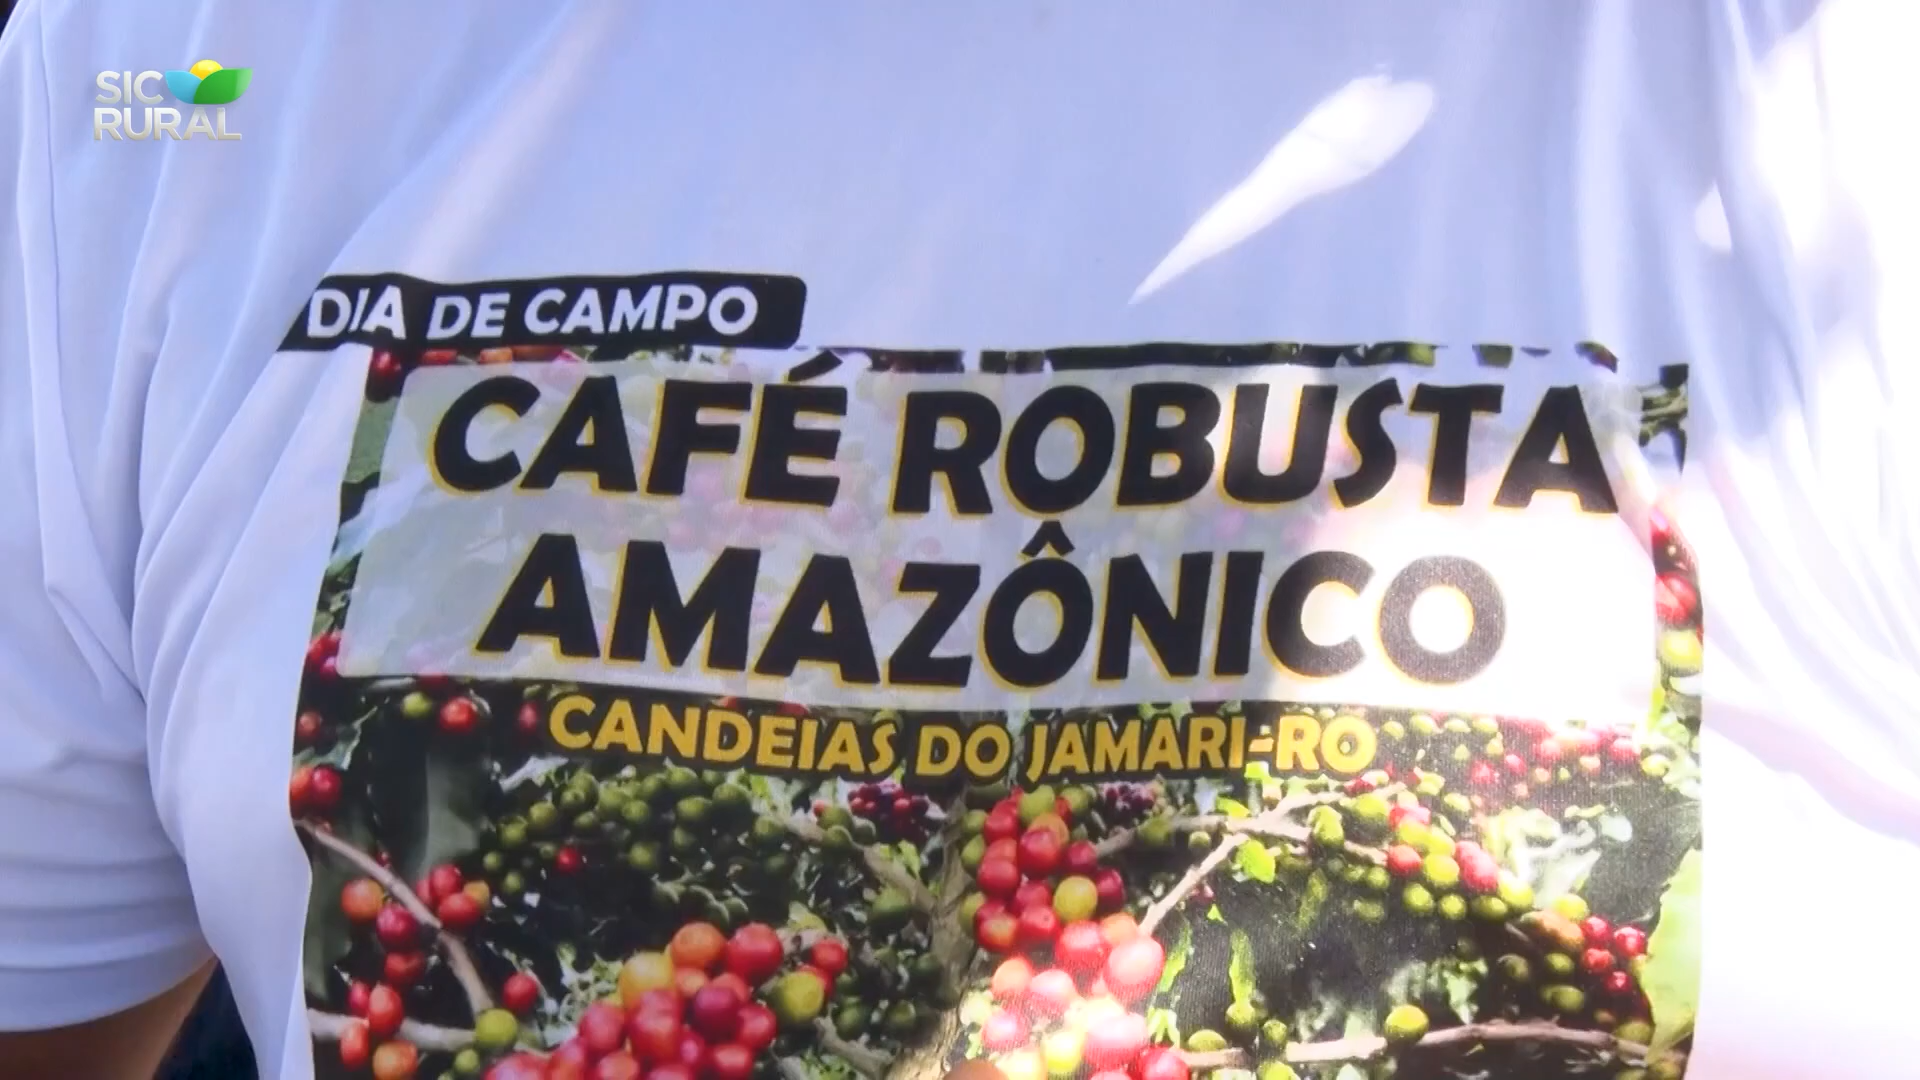 SIC
RURAL
DIA DE CAMPO
CAFÉ ROBUSTA
AMAZÔNICO
CANDEIAS DO JAMARI-RO